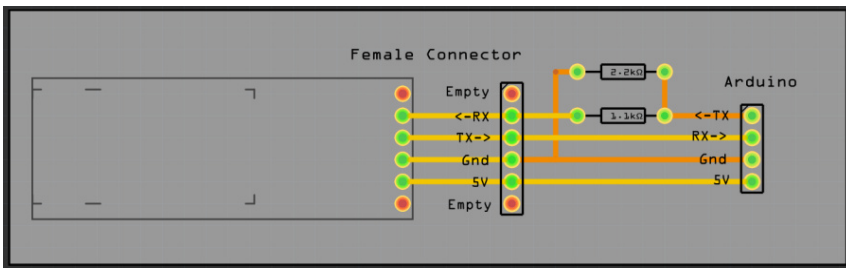 Female Connector
2.2kΩ
Arduino
Empty
<-RX
1.1kΩ
<-TX
TX->
RX->
Gnd
Gnd
5V
5V
Empty